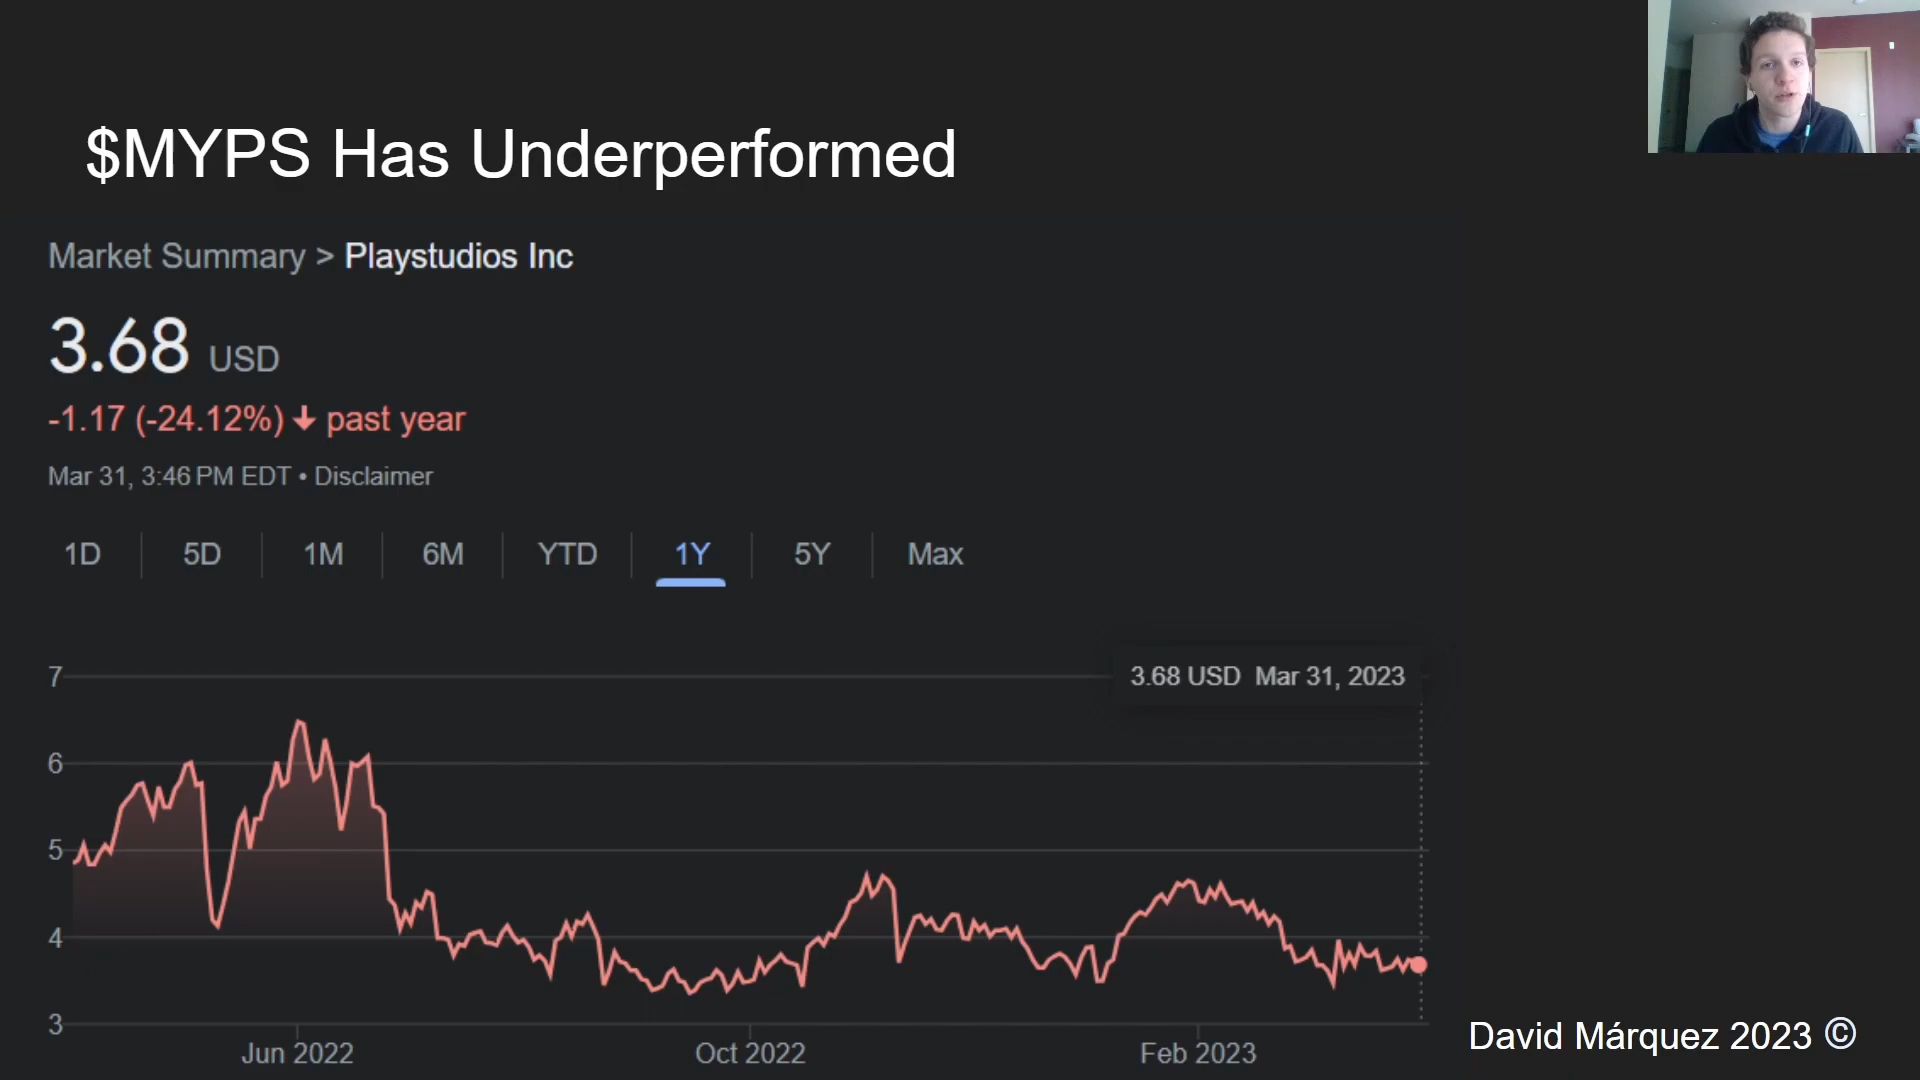 $MYPS Has Underperformed
Market Summary > Playstudios Inc
3.68 USD
-1.17 (-24.12%) ↓ past year
Mar 31, 3:46 PM EDT • Disclaimer
1D 5D 1M 6M YTD 1Y 5Y Max
3.68 USD Mar 31, 2023
7
6
5
4
3
Jun 2022 Oct 2022 Feb 2023
David Márquez 2023 ©